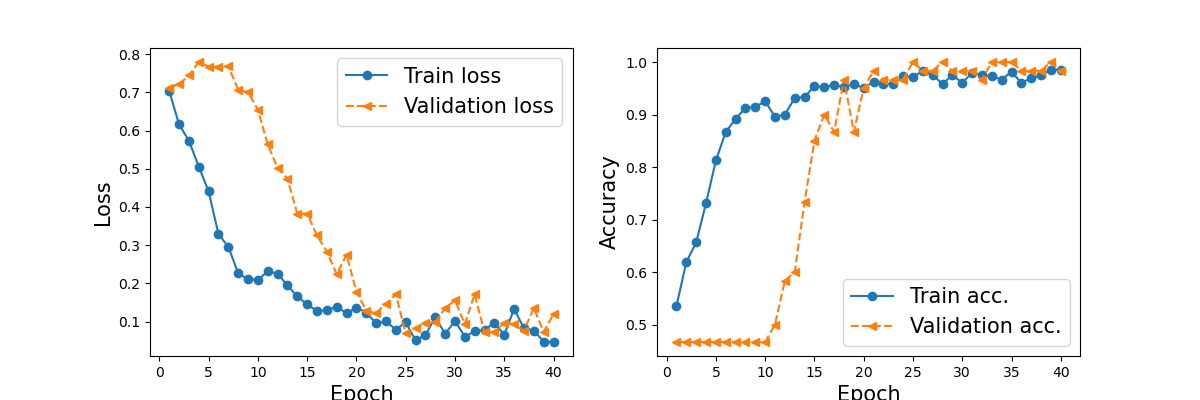 0.8
0.7
0.6
0.5
0.4
0.3
0.2
0.1
Loss
Train loss
Validation loss
0 5 10 15 20 25 30 35 40
Epoch
1.0
0.9
0.8
0.7
0.6
0.5
Accuracy
Train acc.
Validation acc.
0 5 10 15 20 25 30 35 40
Epoch